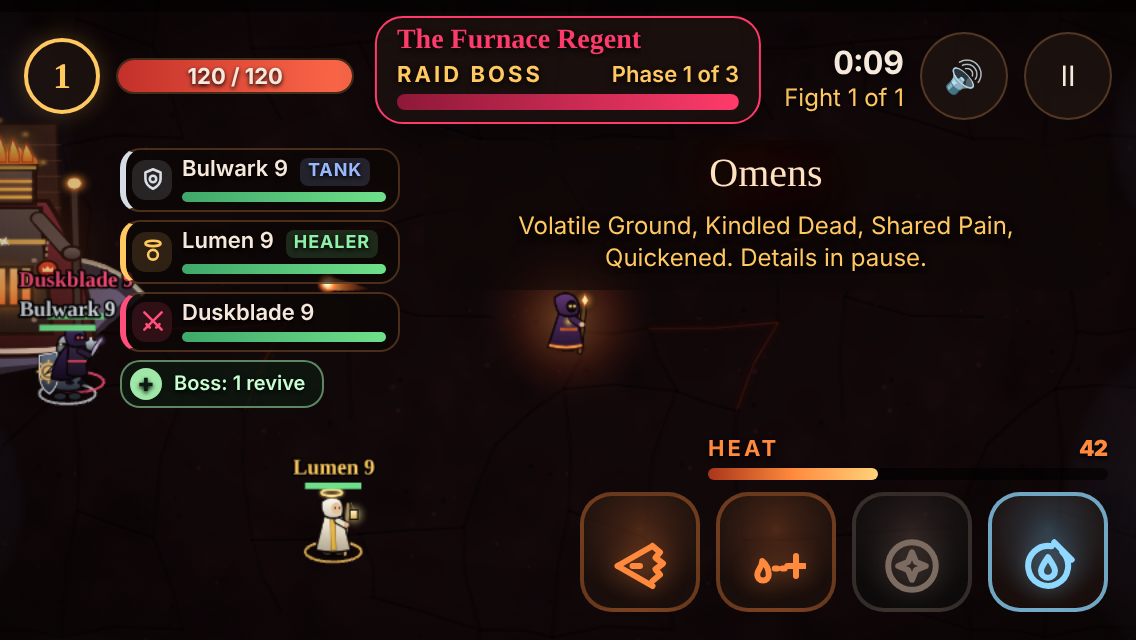 1
120 / 120
The Furnace Regent
RAID BOSS
Phase 1 of 3
0:09
Fight 1 of 1
Bulwark 9 TANK
Lumen 9 HEALER
Duskblade 9
Boss: 1 revive
Omens
Volatile Ground, Kindled Dead, Shared Pain,
Quickened. Details in pause.
Duskblade 9
Bulwark 9
Lumen 9
HEAT 42